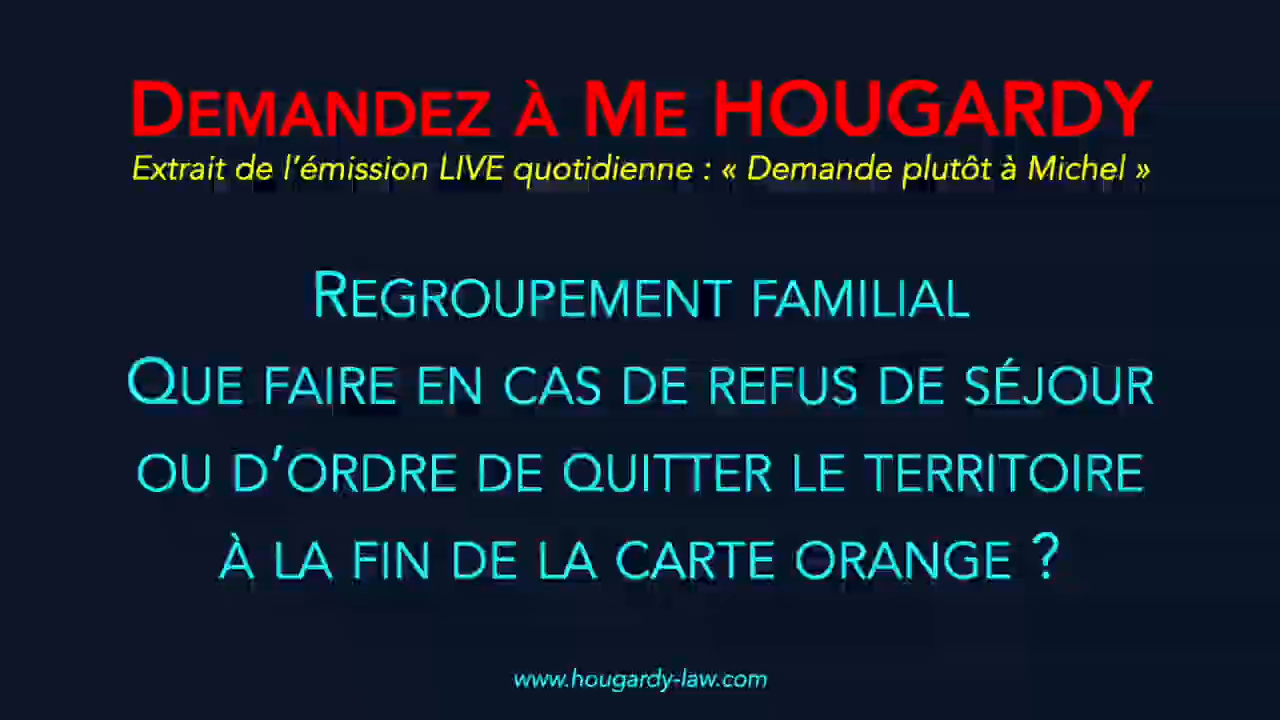 DEMANDEZ À ME HOUGARDY
Extrait de l'émission LIVE quotidienne : « Demande plutôt à Michel »
REGROUPEMENT FAMILIAL
QUE FAIRE EN CAS DE REFUS DE SÉJOUR
OU D'ORDRE DE QUITTER LE TERRITOIRE
À LA FIN DE LA CARTE ORANGE ?
www.hougardy-law.com